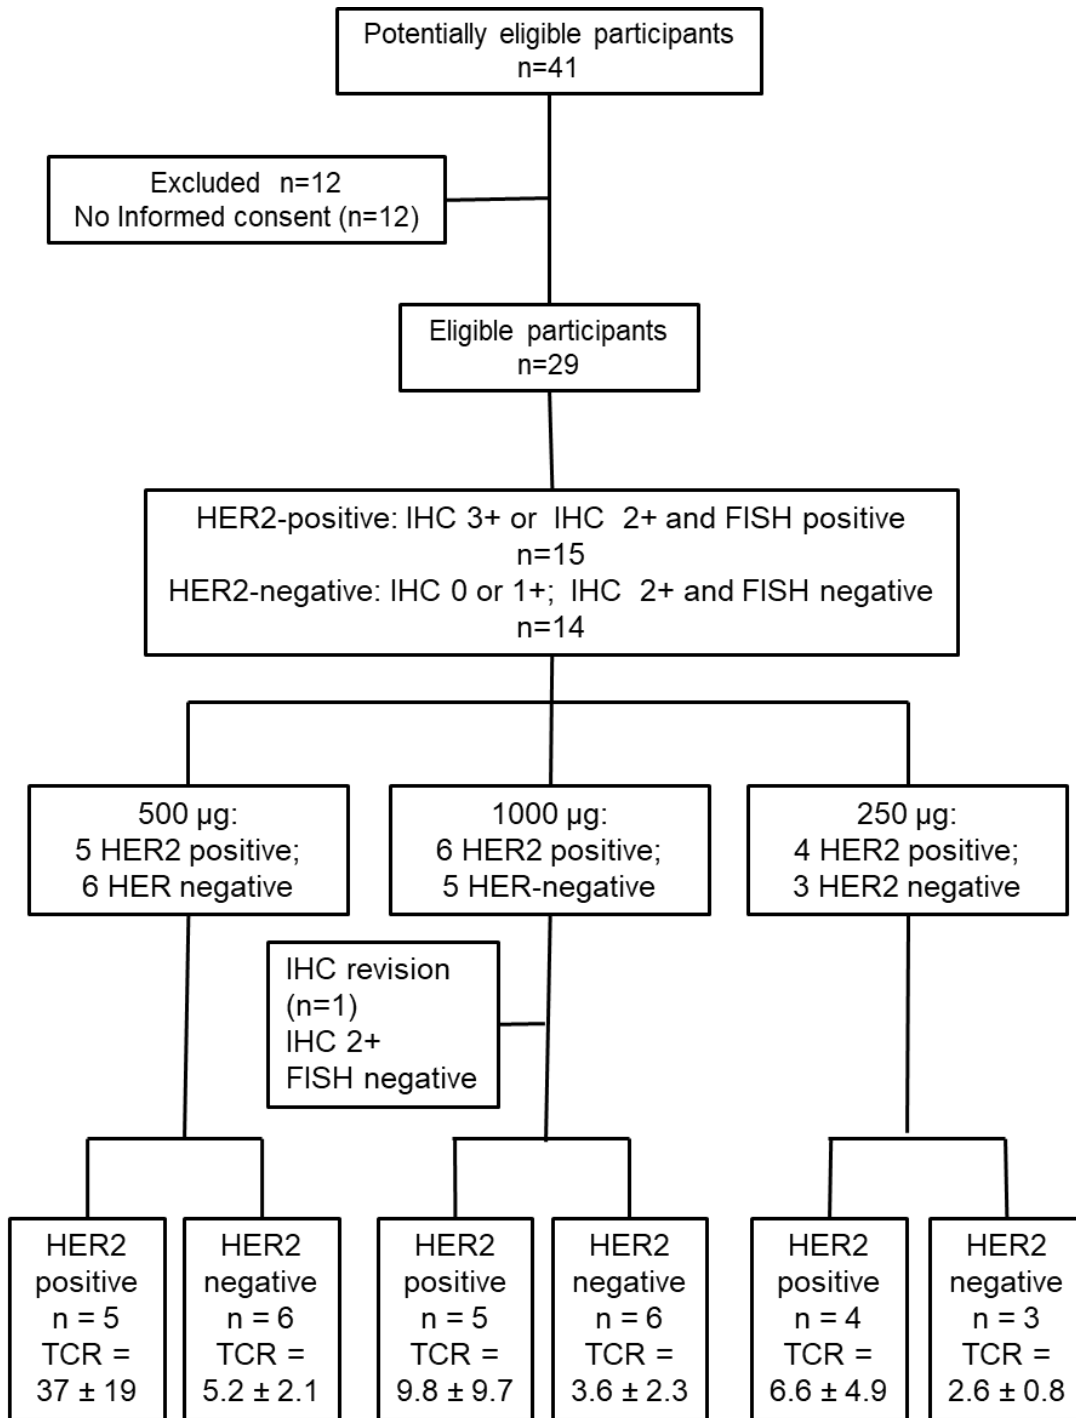 Potentially eligible participants
n=41
Excluded n=12
No Informed consent (n=12)
Eligible participants
n=29
HER2-positive: IHC 3+ or IHC 2+ and FISH positive
n=15
HER2-negative: IHC 0 or 1+; IHC 2+ and FISH negative
n=14
500 µg:
5 HER2 positive;
6 HER negative
1000 µg:
6 HER2 positive;
5 HER-negative
250 µg:
4 HER2 positive;
3 HER2 negative
IHC revision
(n=1)
IHC 2+
FISH negative
HER2
positive
n = 5
TCR =
37 ± 19
HER2
negative
n = 6
TCR =
5.2 ± 2.1
HER2
positive
n = 5
TCR =
9.8 ± 9.7
HER2
negative
n = 6
TCR =
3.6 ± 2.3
HER2
positive
n = 4
TCR =
6.6 ± 4.9
HER2
negative
n = 3
TCR =
2.6 ± 0.8